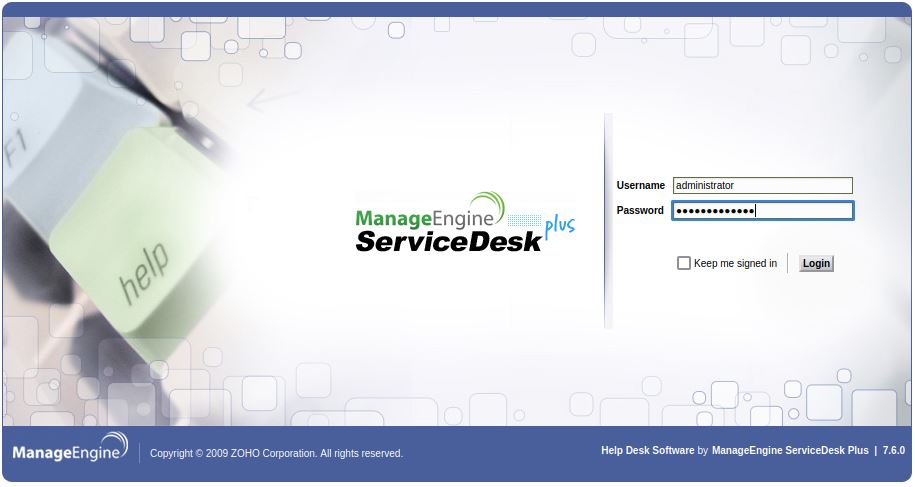 F1
help
ManageEngine
ServiceDesk plus
Username administrator
Password •••••••••••••
Keep me signed in Login
ManageEngine
Copyright © 2009 ZOHO Corporation. All rights reserved.
Help Desk Software by ManageEngine ServiceDesk Plus | 7.6.0